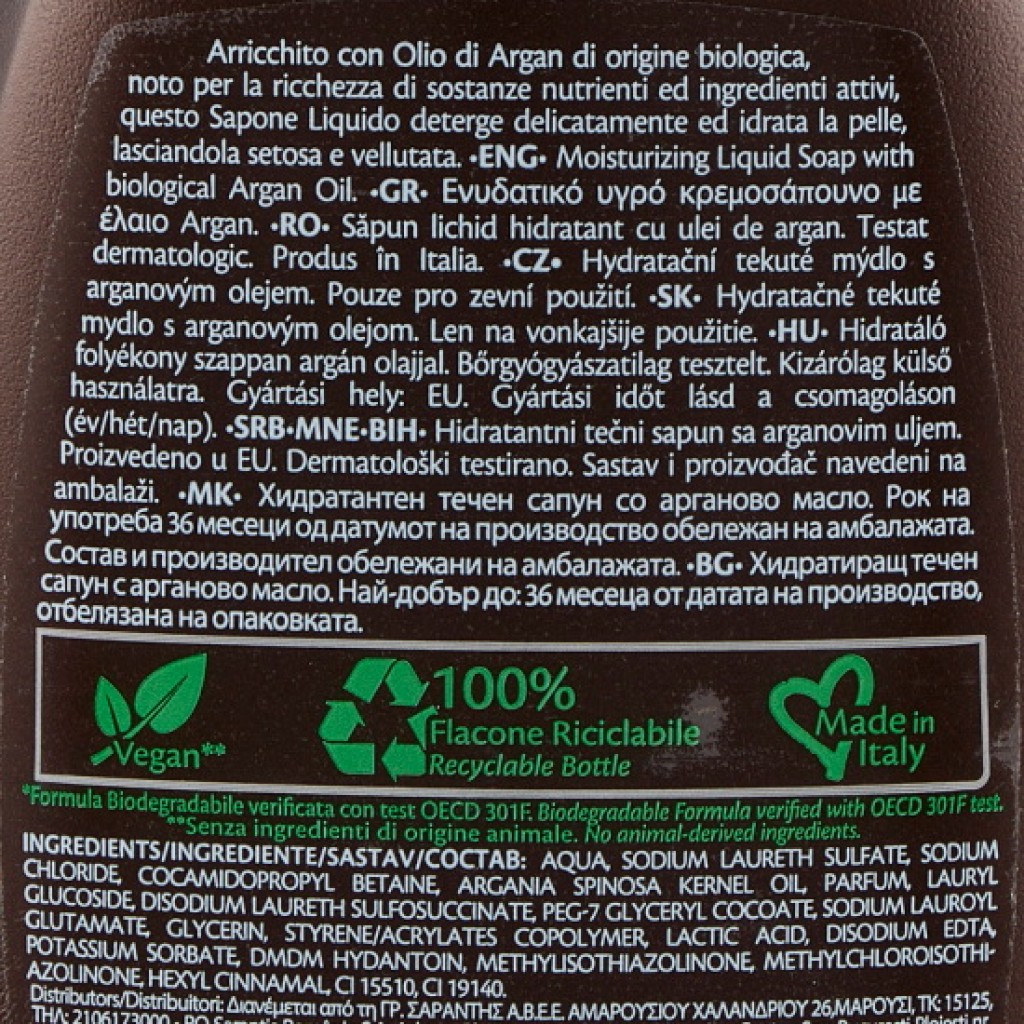 Arricchito con Olio di Argan di origine biologica,
noto per la ricchezza di sostanze nutrienti ed ingredienti attivi,
questo Sapone Liquido deterge delicatamente ed idrata la pelle,
lasciandola setosa e vellutata. •ENG• Moisturizing Liquid Soap with
biological Argan Oil. •GR• Ενυδατικό υγρό κρεμοσάπουνο με
έλαιο Argan. •RO• Săpun lichid hidratant cu ulei de argan. Testat
dermatologic. Produs în Italia. •CZ• Hydratační tekuté mýdlo s
arganovým olejem. Pouze pro zevní použití. •SK• Hydratačné tekuté
mydlo s arganovým olejom. Len na vonkajšije použitie. •HU• Hidratáló
folyékony szappan argán olajjal. Bőrgyógyászatilag tesztelt. Kizárólag külső
használatra. Gyártási hely: EU. Gyártási időt lásd a csomagoláson
(év/hét/nap). •SRB•MNE•BIH• Hidratantni tečni sapun sa arganovim uljem.
Proizvedeno u EU. Dermatološki testirano. Sastav i proizvođač navedeni na
ambalaži. •MK• Хидратантен течен сапун со арганово масло. Рок на
употреба 36 месеци од датумот на производство обележан на амбалажата.
Состав и производител обележани на амбалажата. •BG• Хидратиращ течен
сапун с арганово масло. Най-добър до: 36 месеца от датата на производство,
отбелязана на опаковката.
Vegan**
100%
Flacone Riciclabile
Recyclable Bottle
Made in
Italy
*Formula Biodegradabile verificata con test OECD 301F. Biodegradable Formula verified with OECD 301F test.
**Senza ingredienti di origine animale. No animal-derived ingredients.
INGREDIENTS/INGREDIENTE/SASTAV/СОСТАВ: AQUA, SODIUM LAURETH SULFATE, SODIUM
CHLORIDE, COCAMIDOPROPYL BETAINE, ARGANIA SPINOSA KERNEL OIL, PARFUM, LAURYL
GLUCOSIDE, DISODIUM LAURETH SULFOSUCCINATE, PEG-7 GLYCERYL COCOATE, SODIUM LAUROYL
GLUTAMATE, GLYCERIN, STYRENE/ACRYLATES COPOLYMER, LACTIC ACID, DISODIUM EDTA,
POTASSIUM SORBATE, DMDM HYDANTOIN, METHYLISOTHIAZOLINONE, METHYLCHLOROISOTHI-
AZOLINONE, HEXYL CINNAMAL, CI 15510, CI 19140.
Distributors/Distribuitori: Διανέμεται από τη ΓΡ. ΣΑΡΑΝΤΗΣ Α.Β.Ε.Ε. ΑΜΑΡΟΥΣΙΟΥ ΧΑΛΑΝΔΡΙΟΥ 26, ΜΑΡΟΥΣΙ, ΤΚ: 15125,
ΤΗΛ: 2106173000 • RO